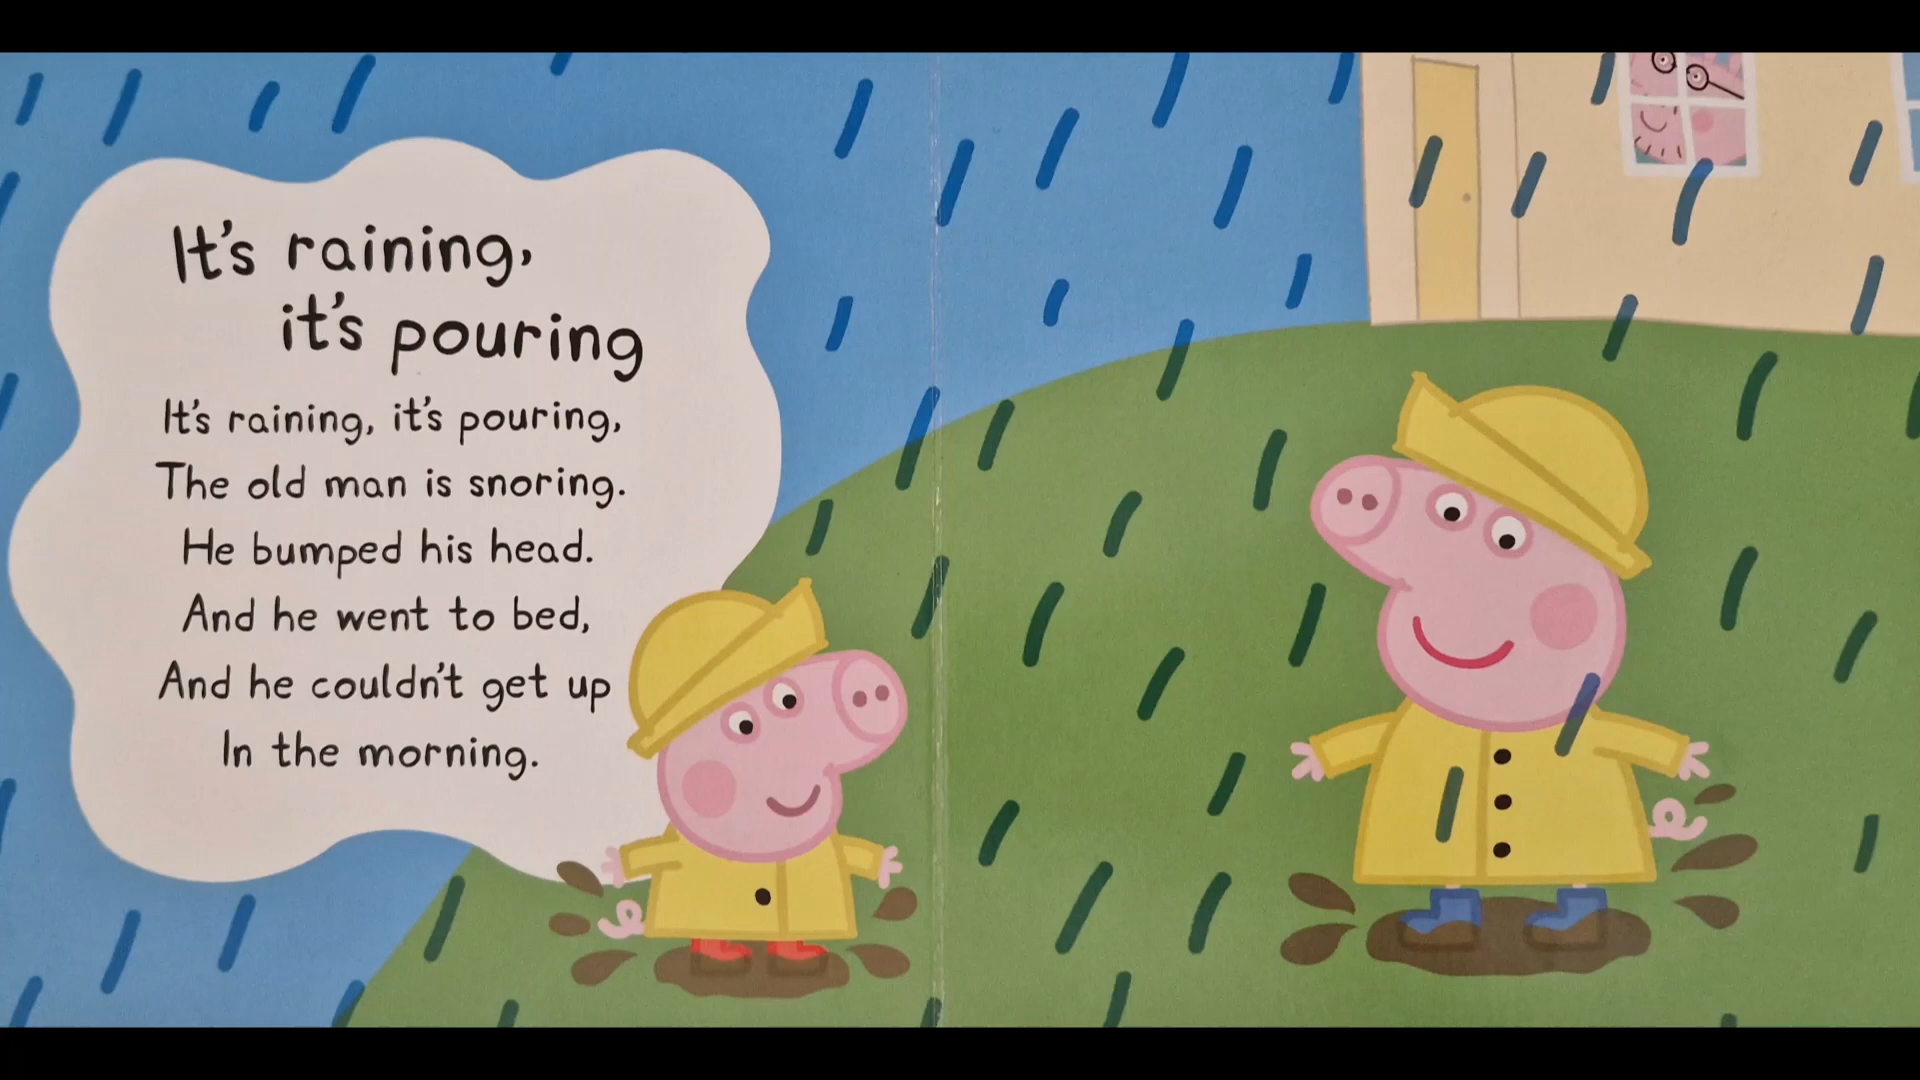 It's raining,
it's pouring
It's raining, it's pouring,
The old man is snoring.
He bumped his head.
And he went to bed,
And he couldn't get up
In the morning.